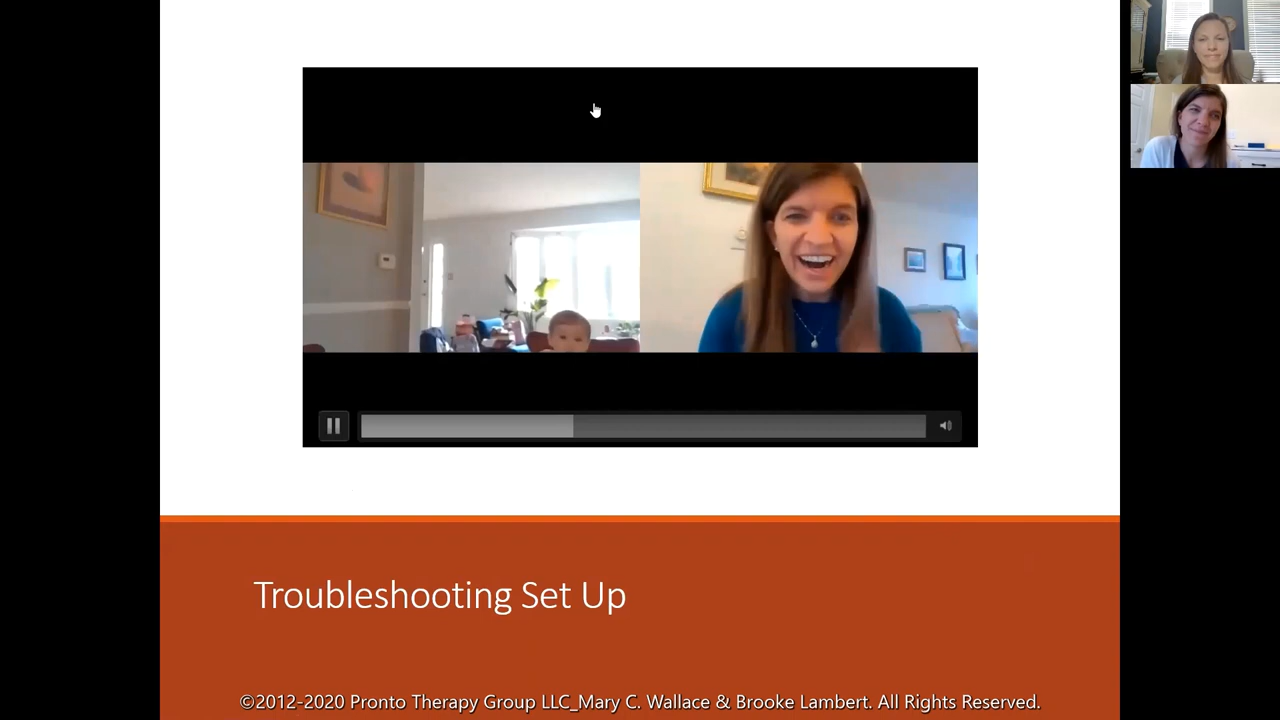 Troubleshooting Set Up
©2012-2020 Pronto Therapy Group LLC_Mary C. Wallace & Brooke Lambert. All Rights Reserved.